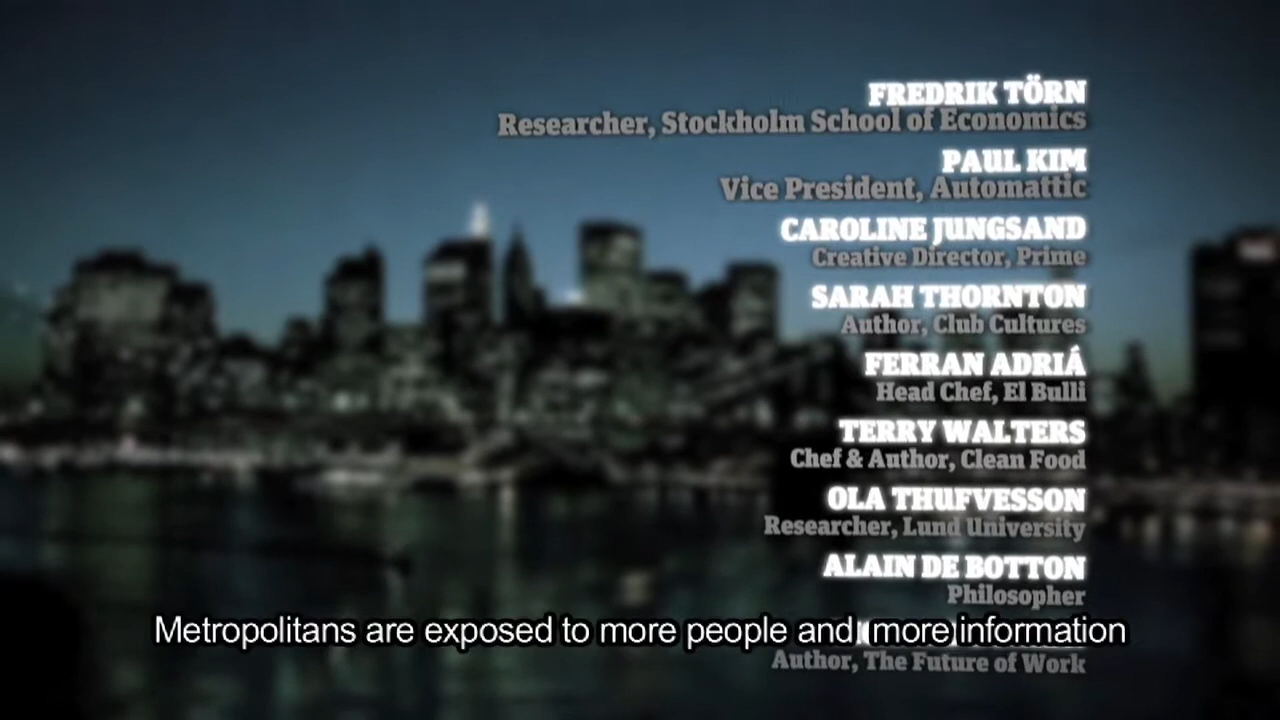 FREDRIK TÖRN
Researcher, Stockholm School of Economics
PAUL KIM
Vice President, Automattic
CAROLINE JUNGSAND
Creative Director, Prime
SARAH THORNTON
Author, Club Cultures
FERRAN ADRIÁ
Head Chef, El Bulli
TERRY WALTERS
Chef & Author, Clean Food
OLA THUFVESSON
Researcher, Lund University
ALAIN DE BOTTON
Philosopher
Metropolitans are exposed to more people and more information
Author, The Future of Work